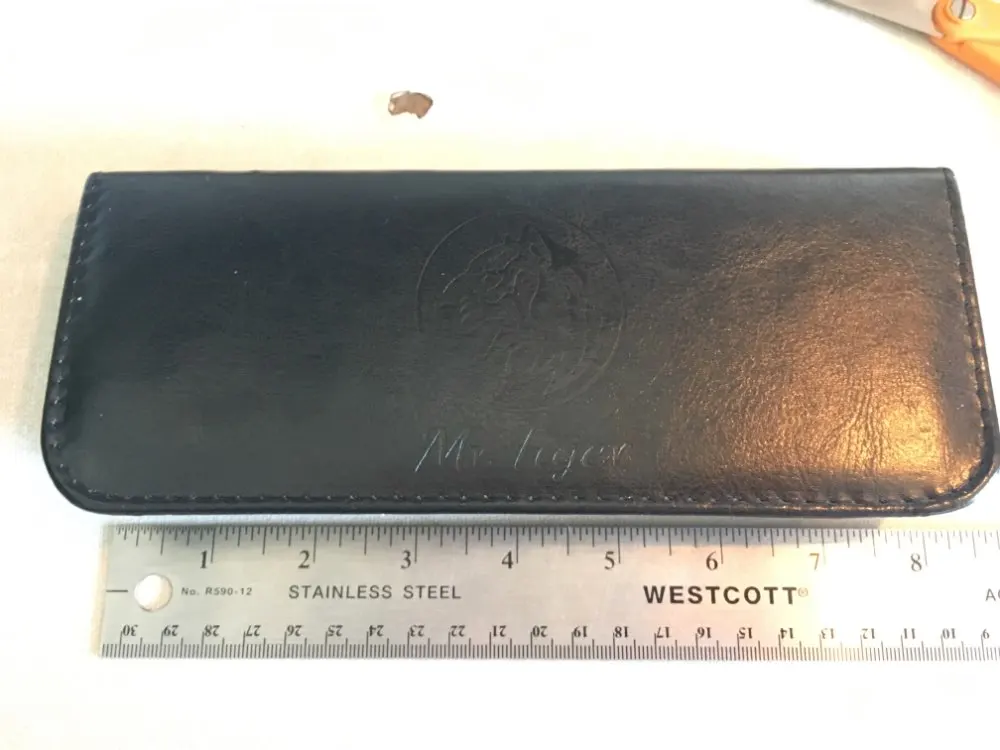 Mr. tiger
1 2 3 4 5 6 7 8
No. R590-12 STAINLESS STEEL WESTCOTT®
30 29 28 27 26 25 24 23 22 21 20 19 18 17 16 15 14 13 12 11 10 9